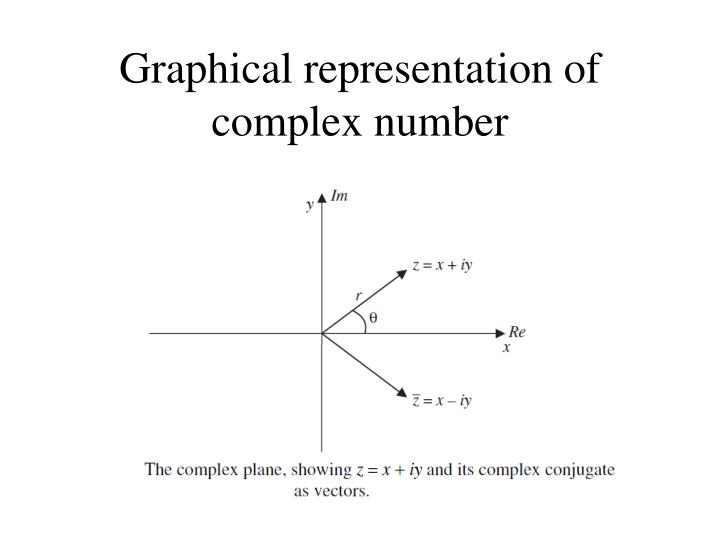 Graphical representation of
complex number
Im
y
z = x + iy
r
θ
Re
x
z̅ = x – iy
The complex plane, showing z = x + iy and its complex conjugate
as vectors.